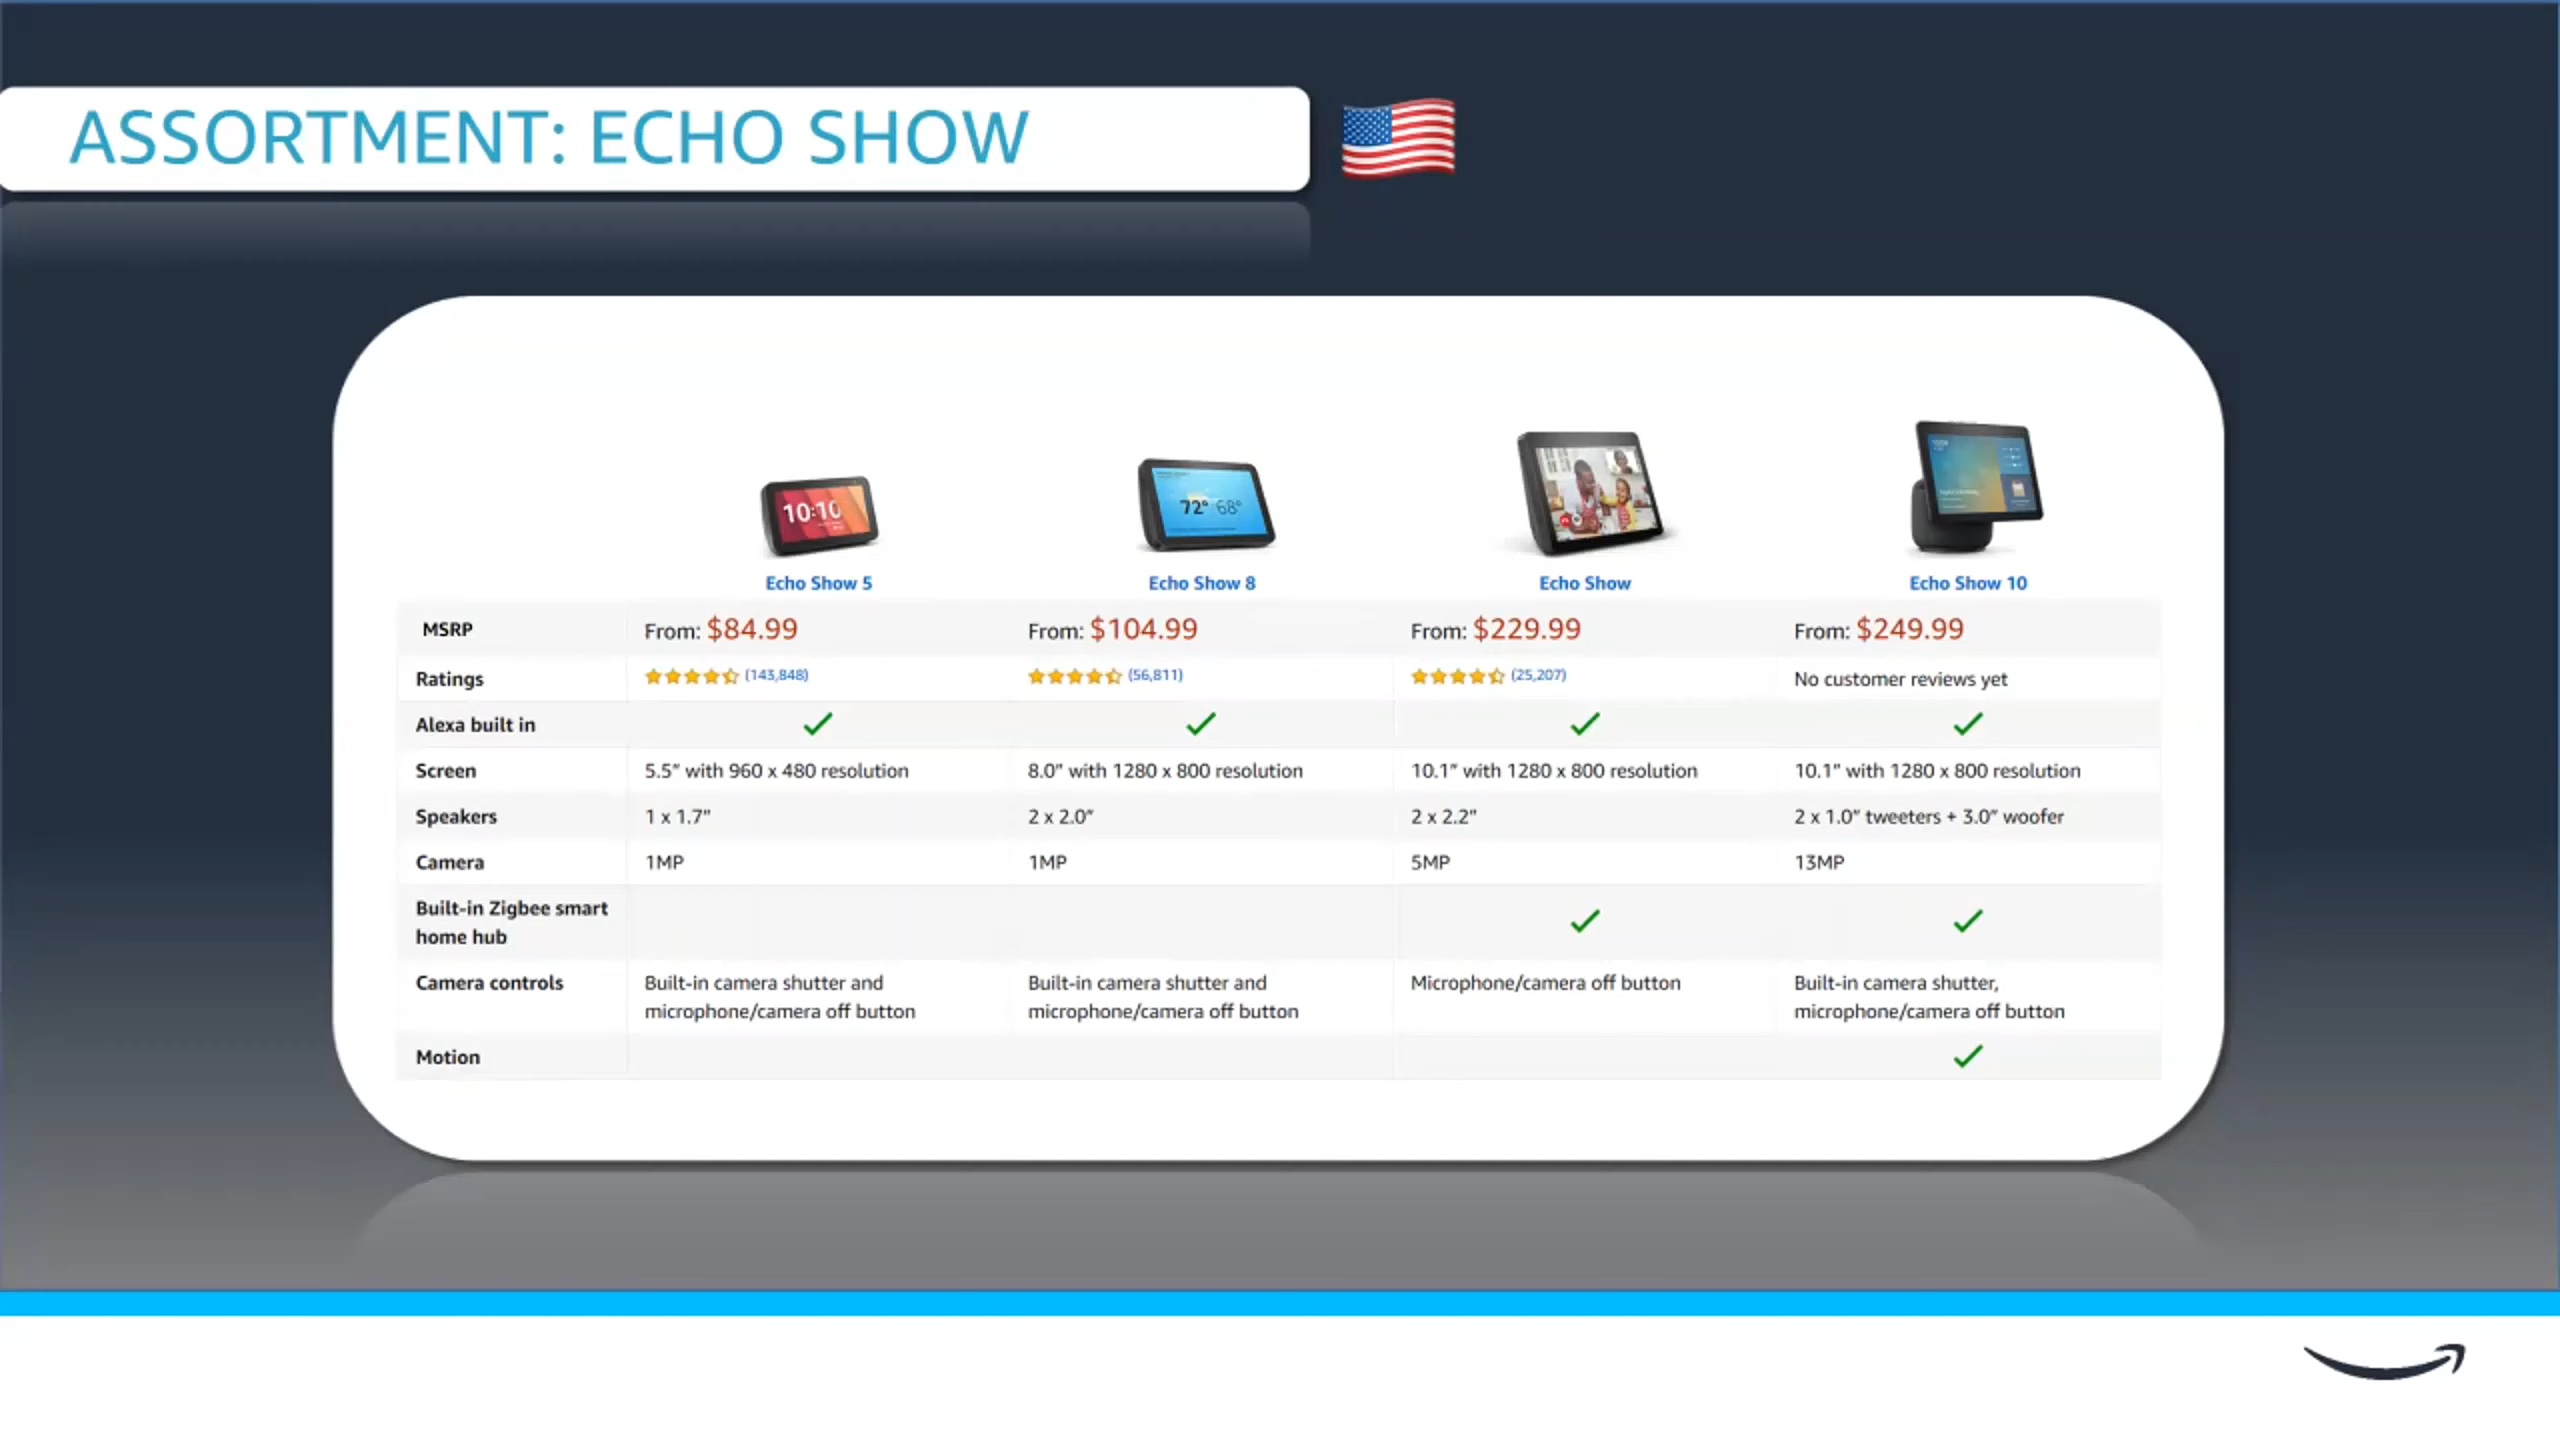 ASSORTMENT: ECHO SHOW
10:10
72° 68°
Echo Show 5
Echo Show 8
Echo Show
Echo Show 10
MSRP
From: $84.99
From: $104.99
From: $229.99
From: $249.99
Ratings
(143,848)
(56,811)
(25,207)
No customer reviews yet
Alexa built in
Screen
5.5” with 960 x 480 resolution
8.0” with 1280 x 800 resolution
10.1” with 1280 x 800 resolution
10.1” with 1280 x 800 resolution
Speakers
1 x 1.7”
2 x 2.0”
2 x 2.2”
2 x 1.0” tweeters + 3.0” woofer
Camera
1MP
1MP
5MP
13MP
Built-in Zigbee smart
home hub
Camera controls
Built-in camera shutter and
microphone/camera off button
Built-in camera shutter and
microphone/camera off button
Microphone/camera off button
Built-in camera shutter,
microphone/camera off button
Motion